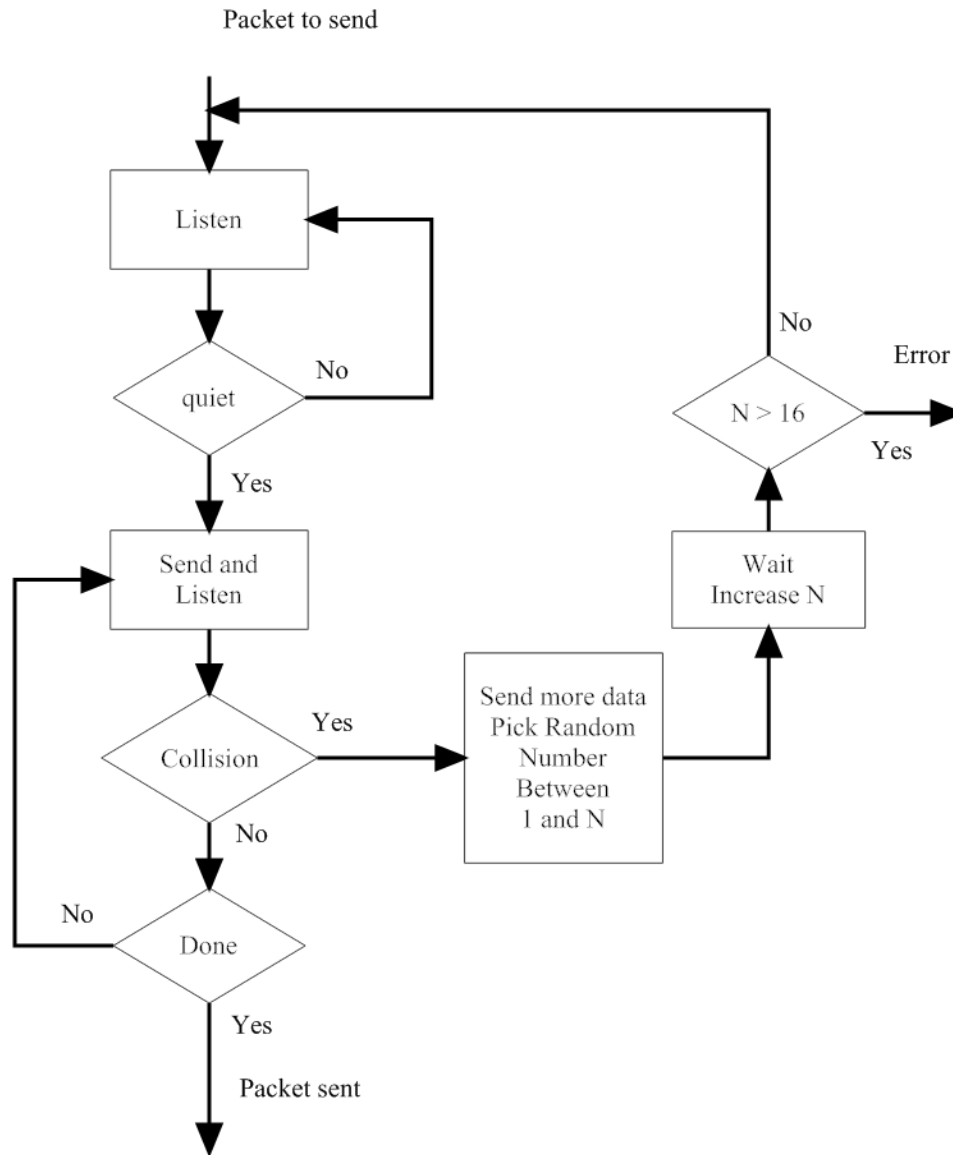 Packet to send
Listen
No
quiet
Yes
Send and
Listen
Yes
Collision
No
No
Done
Yes
Packet sent
Send more data
Pick Random
Number
Between
1 and N
Wait
Increase N
No
N > 16
Error
Yes